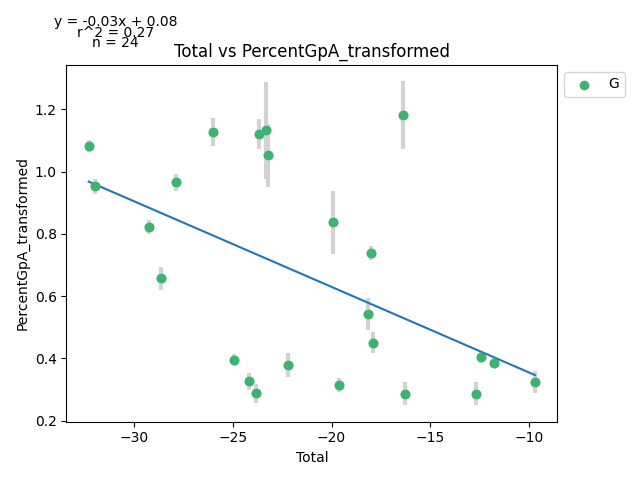 y = -0.03x + 0.08
r^2 = 0.27
n = 24
Total vs PercentGpA_transformed
G
PercentGpA_transformed
1.2
1.0
0.8
0.6
0.4
0.2
−30 −25 −20 −15 −10
Total